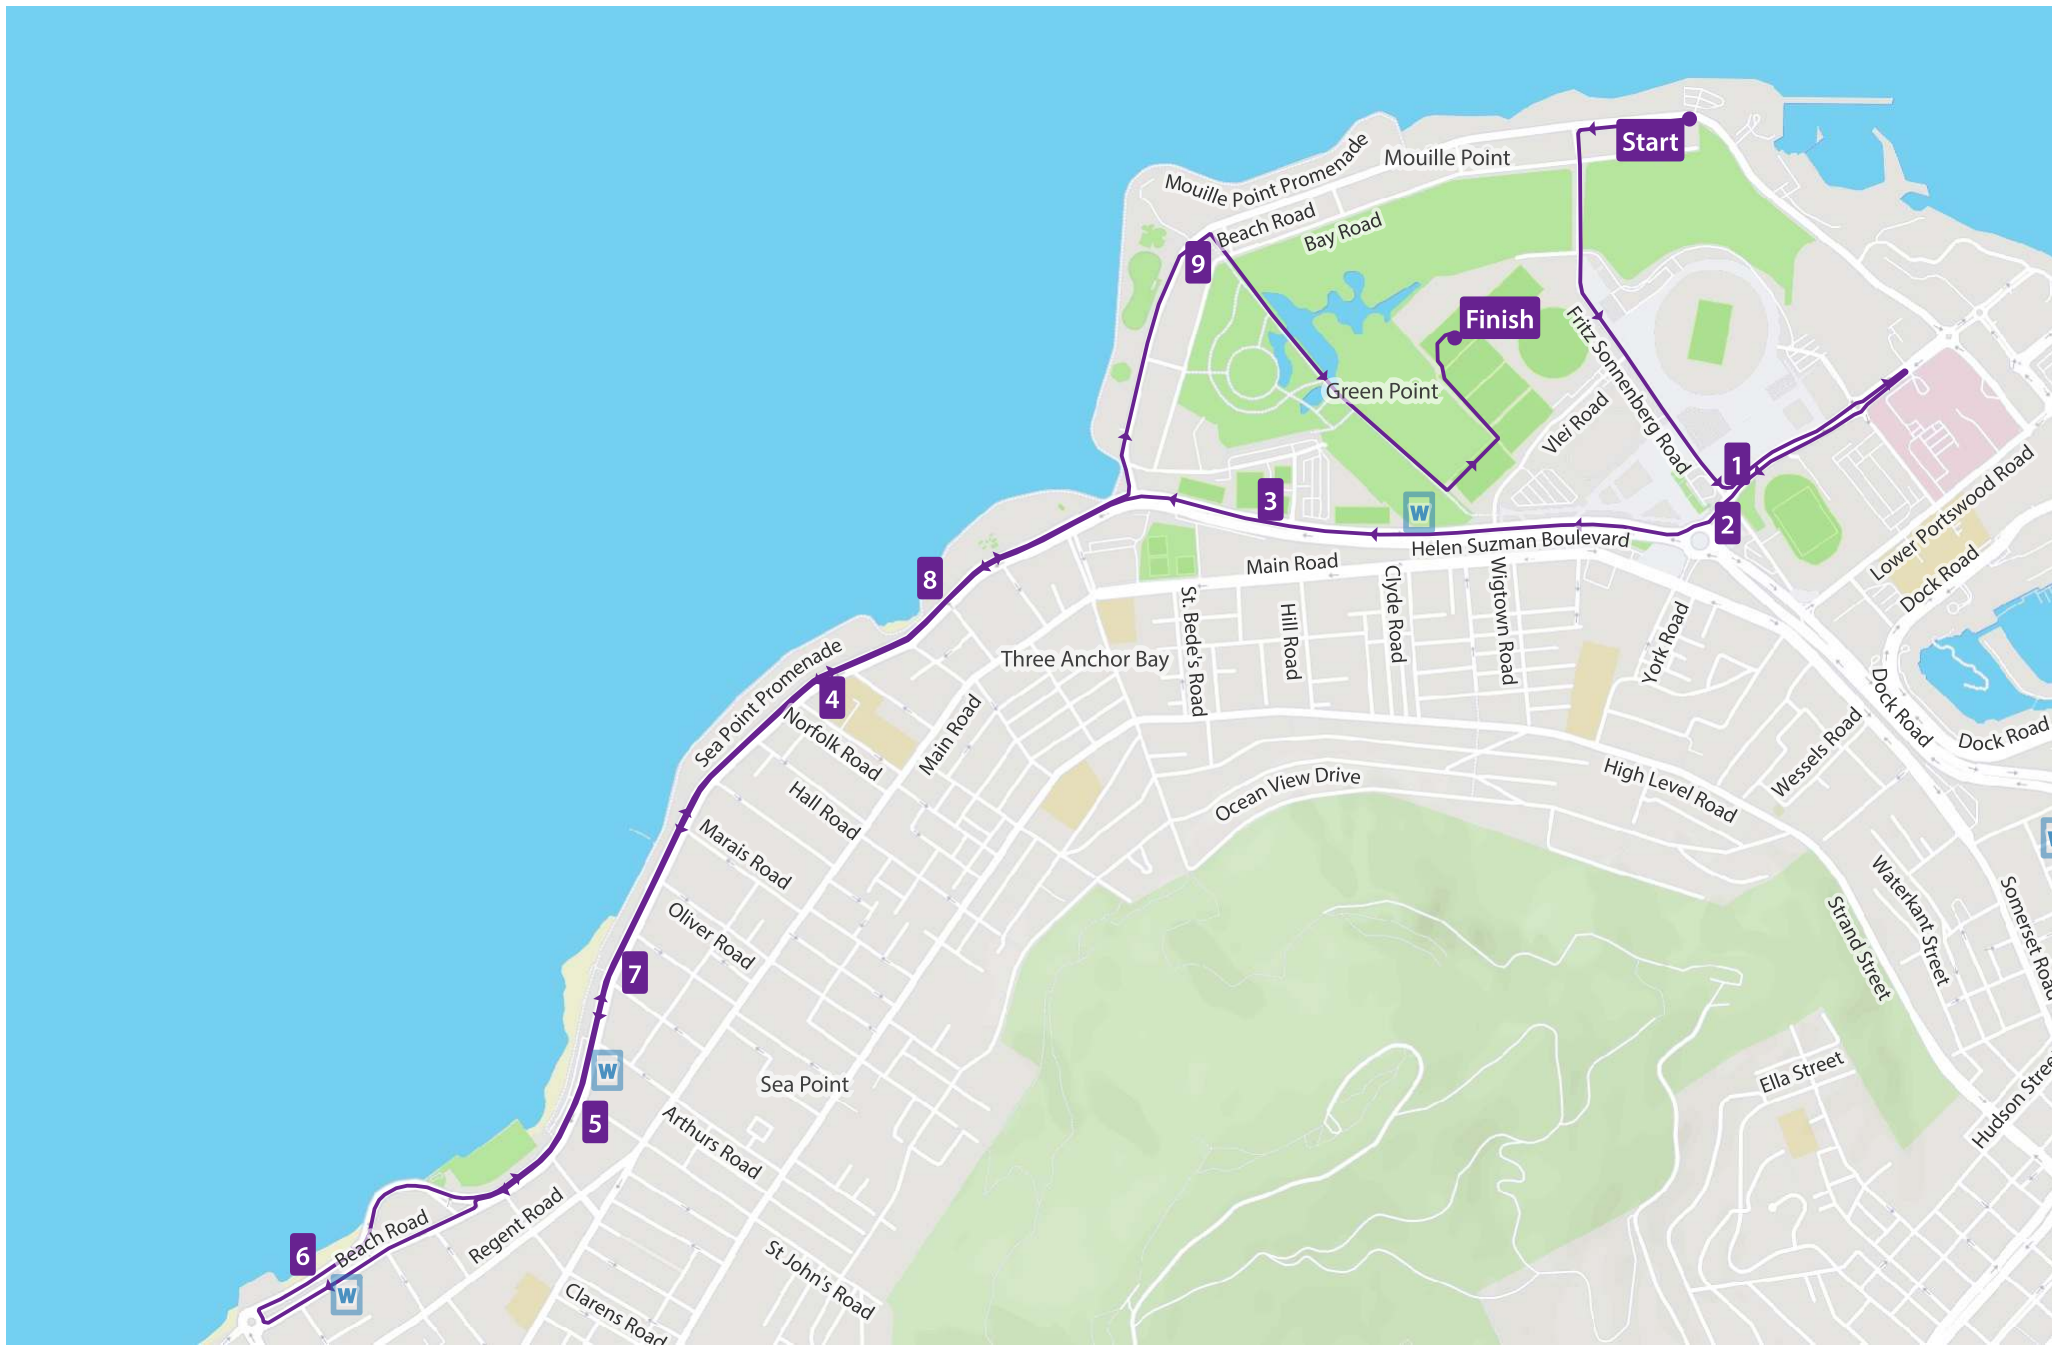 Start
Mouille Point
Mouille Point Promenade
Beach Road
Bay Road
9
Finish
Fritz Sonnenberg Road
Green Point
Vlei Road
1
2
3
W
Helen Suzman Boulevard
Lower Portswood Road
Dock Road
Main Road
Clyde Road
Wigtown Road
St. Bede's Road
Hill Road
York Road
8
Three Anchor Bay
Sea Point Promenade
4
Norfolk Road
Main Road
Dock Road
Dock Road
Wessels Road
High Level Road
Ocean View Drive
Hall Road
Marais Road
Oliver Road
Waterkant Street
Somerset Road
Strand Street
7
W
5
Sea Point
Ella Street
Hudson Stree
Arthurs Road
Regent Road
Beach Road
6
W
St John's Road
Clarens Road